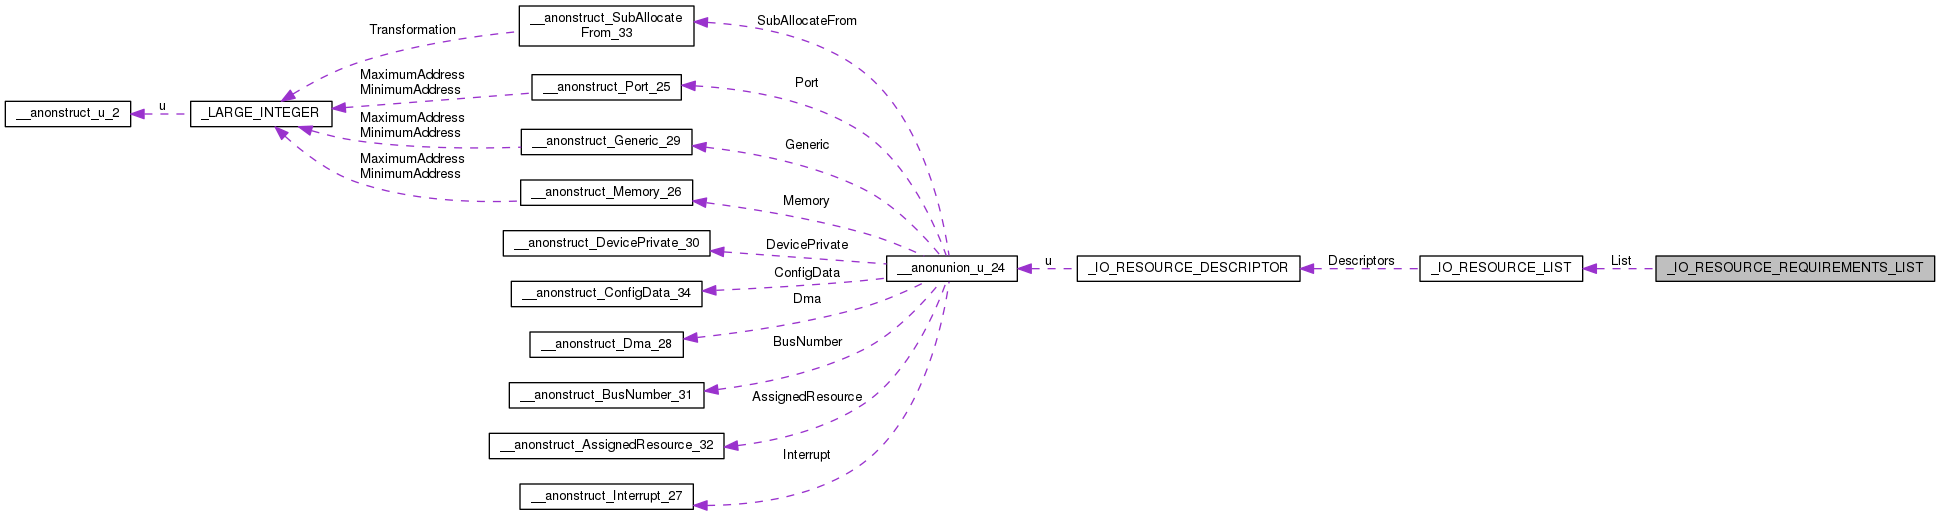 __anonstruct_SubAllocate
From_33
SubAllocateFrom
Transformation
MaximumAddress
MinimumAddress
__anonstruct_Port_25
Port
__anonstruct_u_2
u
_LARGE_INTEGER
MaximumAddress
MinimumAddress
__anonstruct_Generic_29
Generic
MaximumAddress
MinimumAddress
__anonstruct_Memory_26
Memory
__anonstruct_DevicePrivate_30
DevicePrivate
__anonunion_u_24
u
_IO_RESOURCE_DESCRIPTOR
Descriptors
_IO_RESOURCE_LIST
List
_IO_RESOURCE_REQUIREMENTS_LIST
ConfigData
__anonstruct_ConfigData_34
Dma
__anonstruct_Dma_28
BusNumber
__anonstruct_BusNumber_31
AssignedResource
__anonstruct_AssignedResource_32
Interrupt
__anonstruct_Interrupt_27